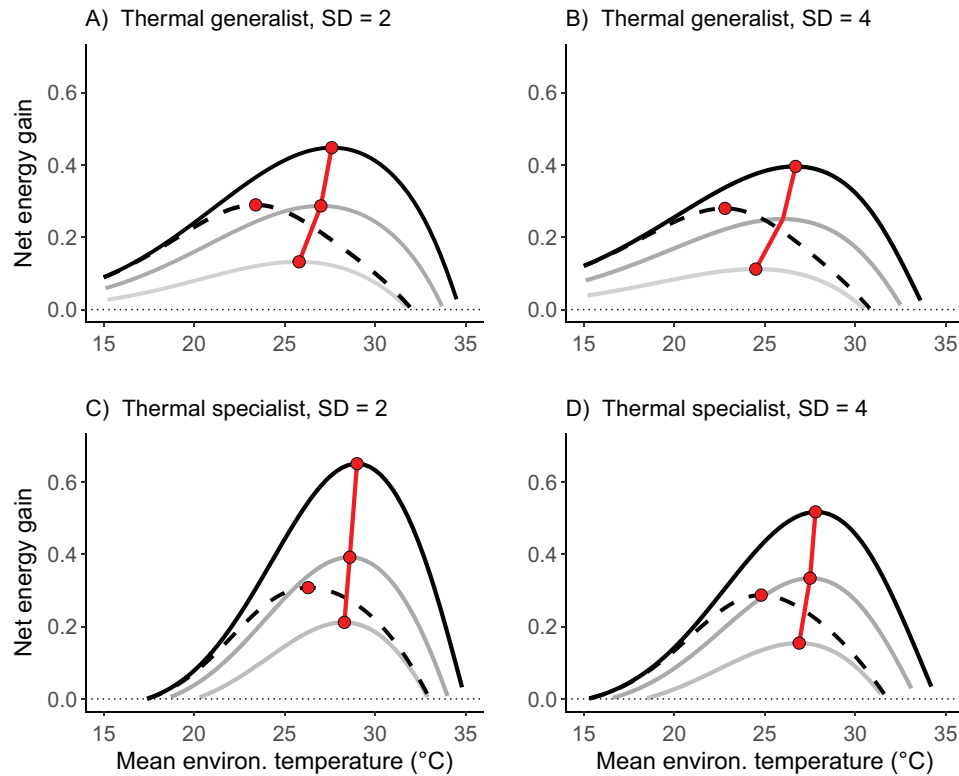 A) Thermal generalist, SD = 2
B) Thermal generalist, SD = 4
Net energy gain
0.6
0.4
0.2
0.0
15 20 25 30 35
0.6
0.4
0.2
0.0
15 20 25 30 35
C) Thermal specialist, SD = 2
D) Thermal specialist, SD = 4
Net energy gain
0.6
0.4
0.2
0.0
15 20 25 30 35
Mean environ. temperature (°C)
0.6
0.4
0.2
0.0
15 20 25 30 35
Mean environ. temperature (°C)